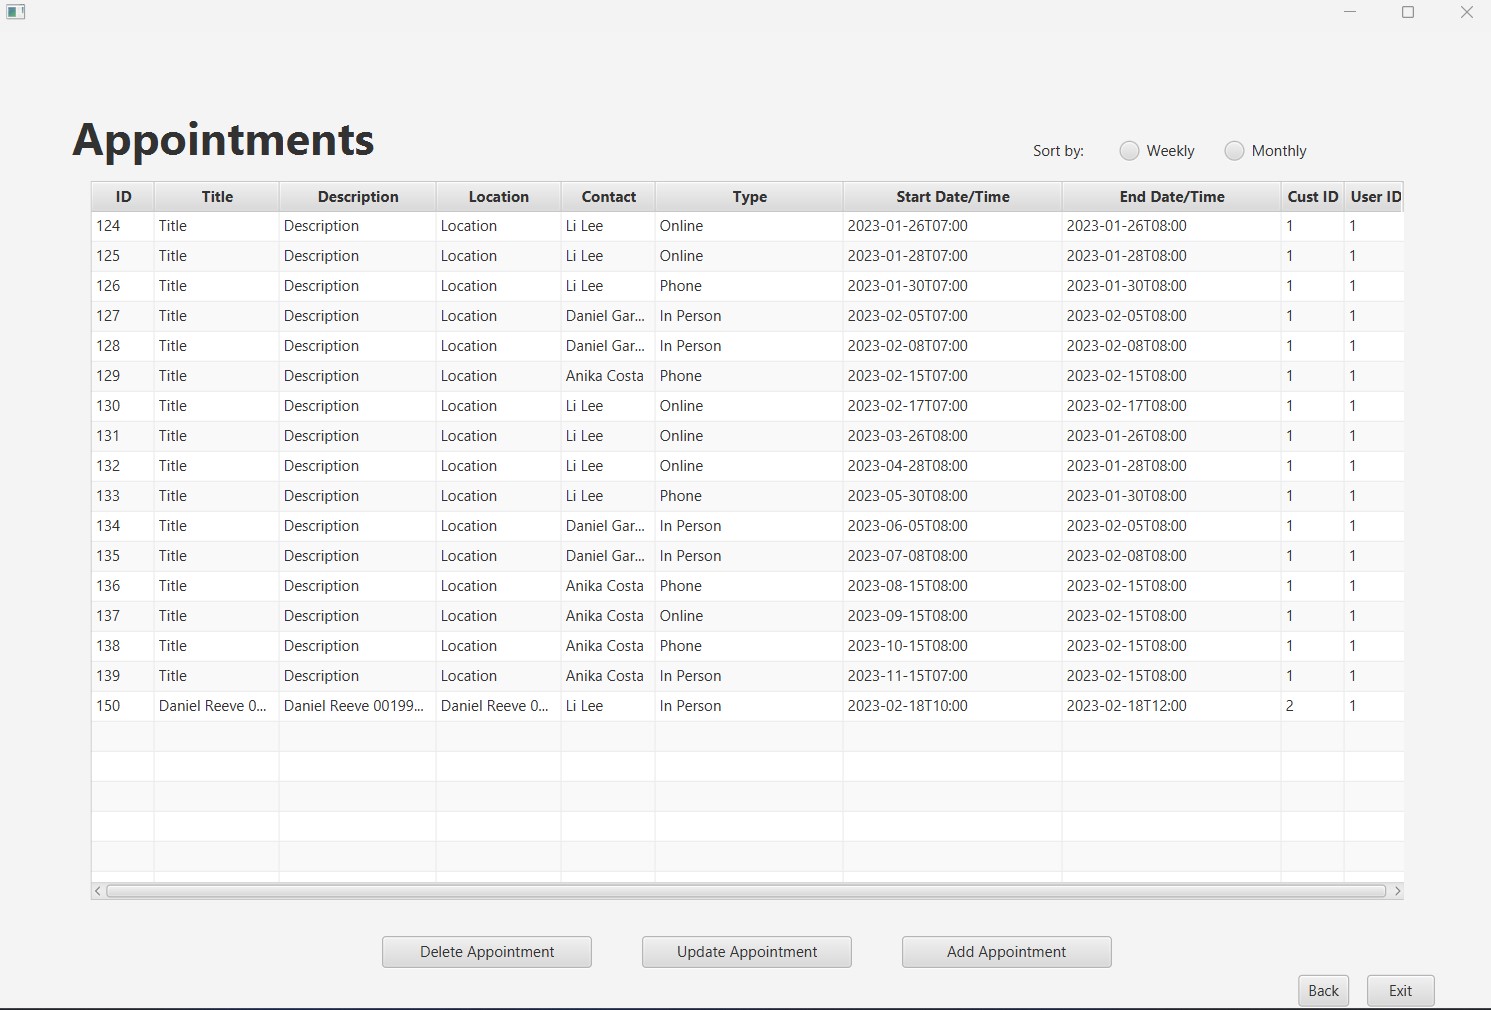 Appointments
Sort by: Weekly Monthly
ID Title Description Location Contact Type Start Date/Time End Date/Time Cust ID User ID
124 Title Description Location Li Lee Online 2023-01-26T07:00 2023-01-26T08:00 1 1
125 Title Description Location Li Lee Online 2023-01-28T07:00 2023-01-28T08:00 1 1
126 Title Description Location Li Lee Phone 2023-01-30T07:00 2023-01-30T08:00 1 1
127 Title Description Location Daniel Gar... In Person 2023-02-05T07:00 2023-02-05T08:00 1 1
128 Title Description Location Daniel Gar... In Person 2023-02-08T07:00 2023-02-08T08:00 1 1
129 Title Description Location Anika Costa Phone 2023-02-15T07:00 2023-02-15T08:00 1 1
130 Title Description Location Li Lee Online 2023-02-17T07:00 2023-02-17T08:00 1 1
131 Title Description Location Li Lee Online 2023-03-26T08:00 2023-01-26T08:00 1 1
132 Title Description Location Li Lee Online 2023-04-28T08:00 2023-01-28T08:00 1 1
133 Title Description Location Li Lee Phone 2023-05-30T08:00 2023-01-30T08:00 1 1
134 Title Description Location Daniel Gar... In Person 2023-06-05T08:00 2023-02-05T08:00 1 1
135 Title Description Location Daniel Gar... In Person 2023-07-08T08:00 2023-02-08T08:00 1 1
136 Title Description Location Anika Costa Phone 2023-08-15T08:00 2023-02-15T08:00 1 1
137 Title Description Location Anika Costa Online 2023-09-15T08:00 2023-02-15T08:00 1 1
138 Title Description Location Anika Costa Phone 2023-10-15T08:00 2023-02-15T08:00 1 1
139 Title Description Location Anika Costa In Person 2023-11-15T07:00 2023-02-15T08:00 1 1
150 Daniel Reeve 0... Daniel Reeve 00199... Daniel Reeve 0... Li Lee In Person 2023-02-18T10:00 2023-02-18T12:00 2 1
Delete Appointment Update Appointment Add Appointment
Back Exit